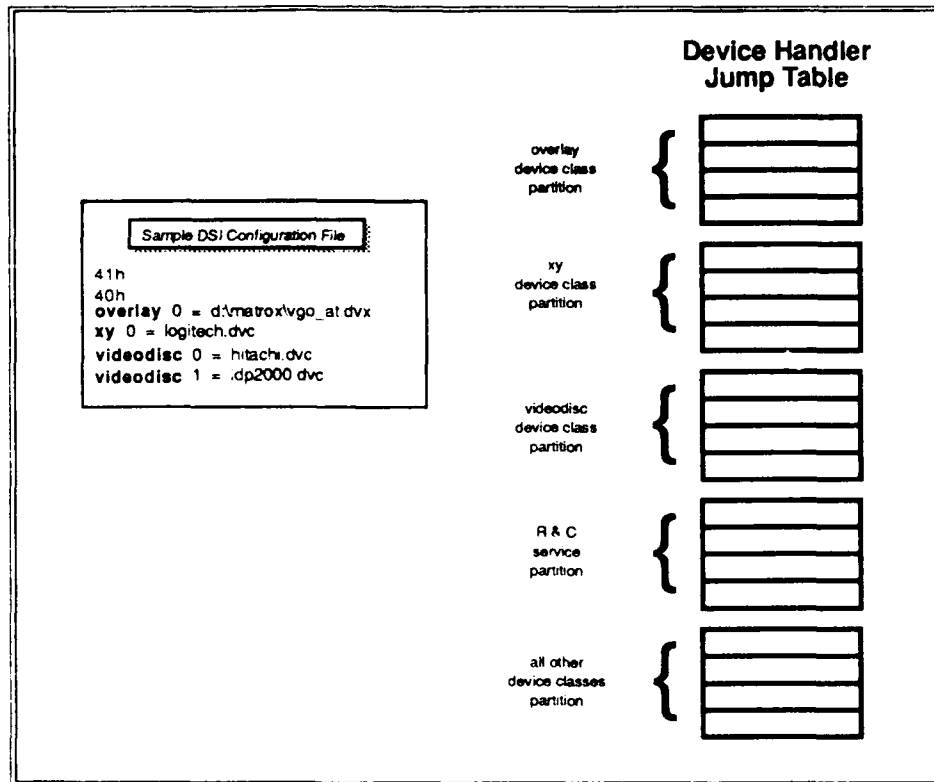 Device Handler
Jump Table
overlay
device class
partition
Sample DSI Configuration File
41h
40h
overlay 0 = d:\matrox\vgo_at.dvx
xy 0 = logitech.dvc
videodisc 0 = hitachi.dvc
videodisc 1 = .dp2000.dvc
xy
device class
partition
videodisc
device class
partition
R & C
service
partition
all other
device classes
partition